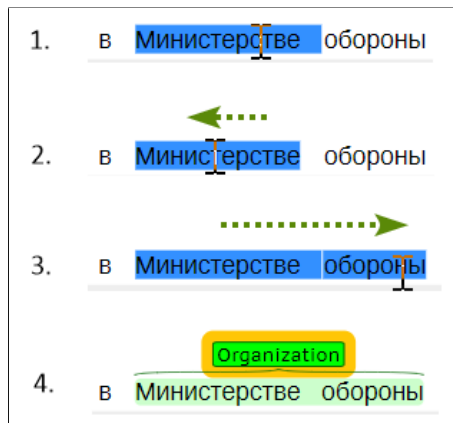 1. в Министерстве обороны
2. в Министерстве обороны
3. в Министерстве обороны
Organization
4. в Министерстве обороны